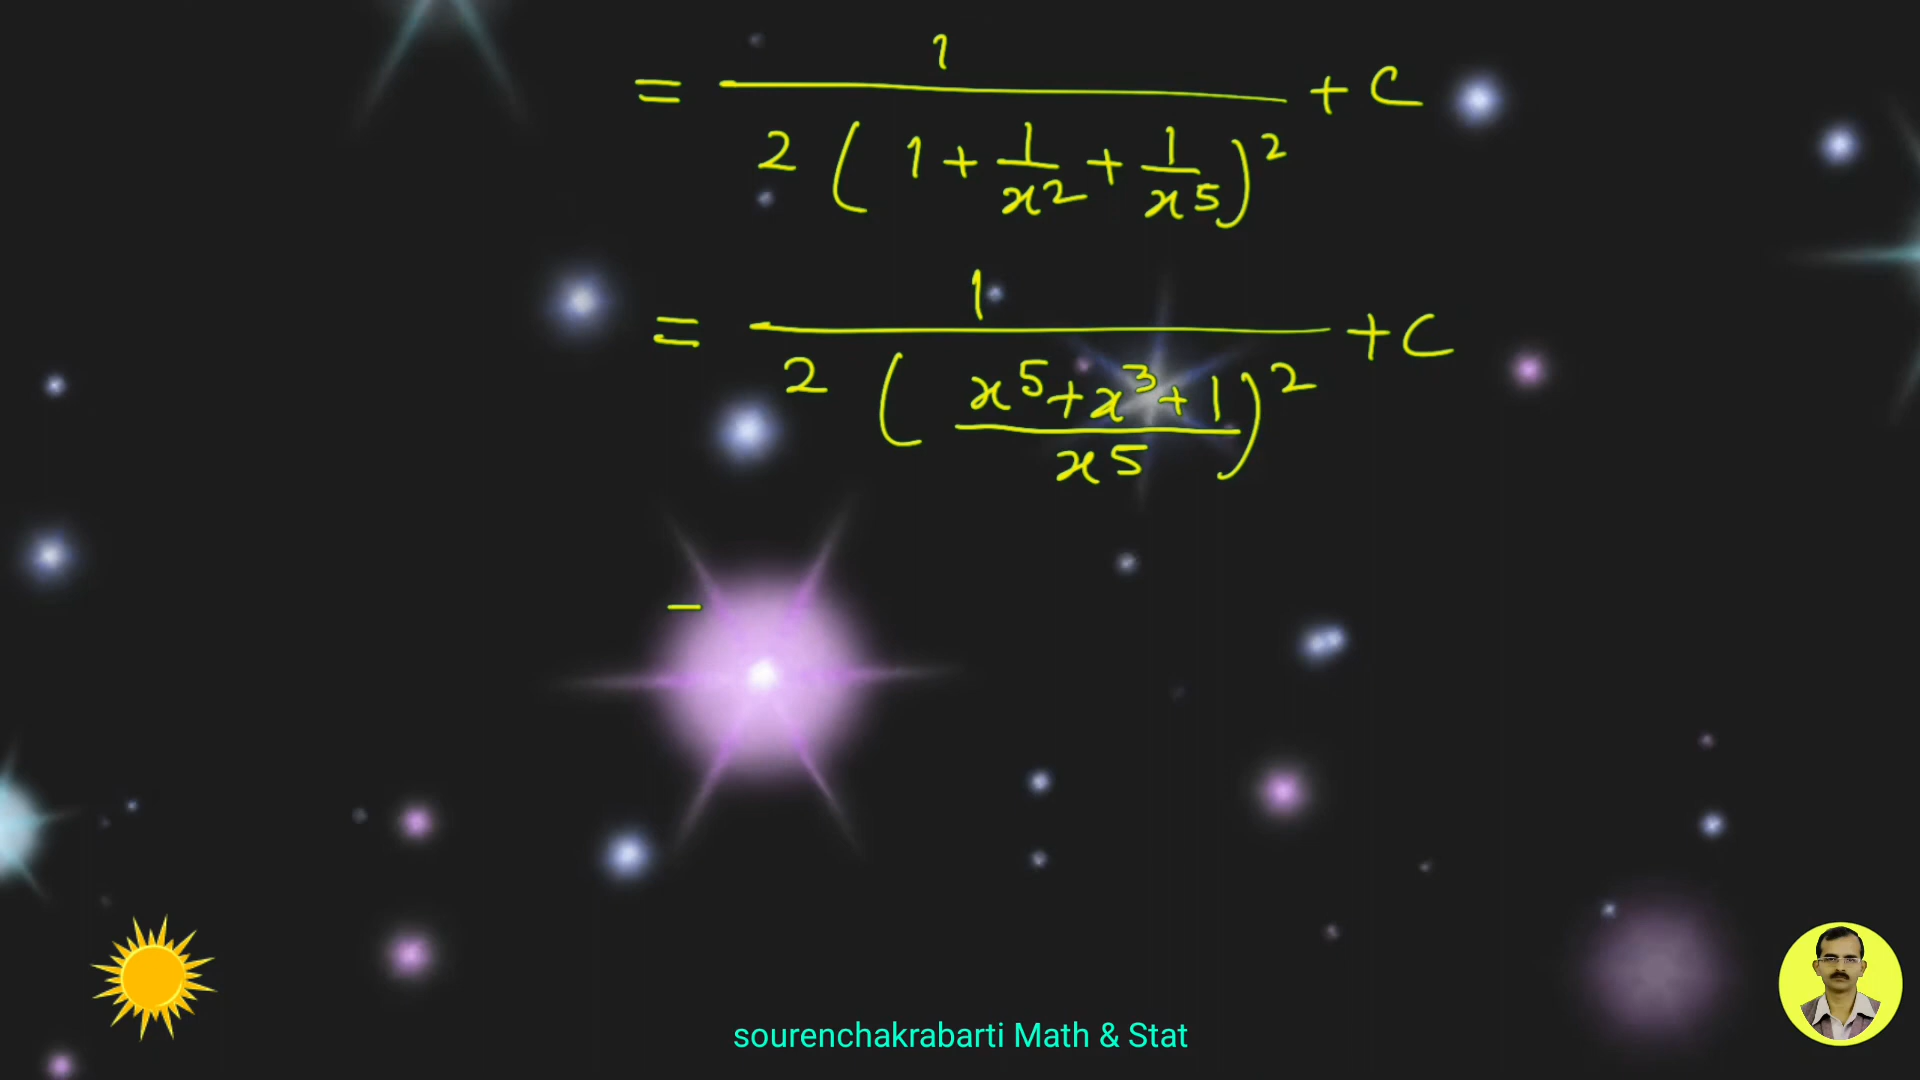 = 1 / 2 ( 1 + 1/x² + 1/x⁵ )² + C
= 1 / 2 ( (x⁵ + x³ + 1) / x⁵ )² + C
–
sourenchakrabarti Math & Stat